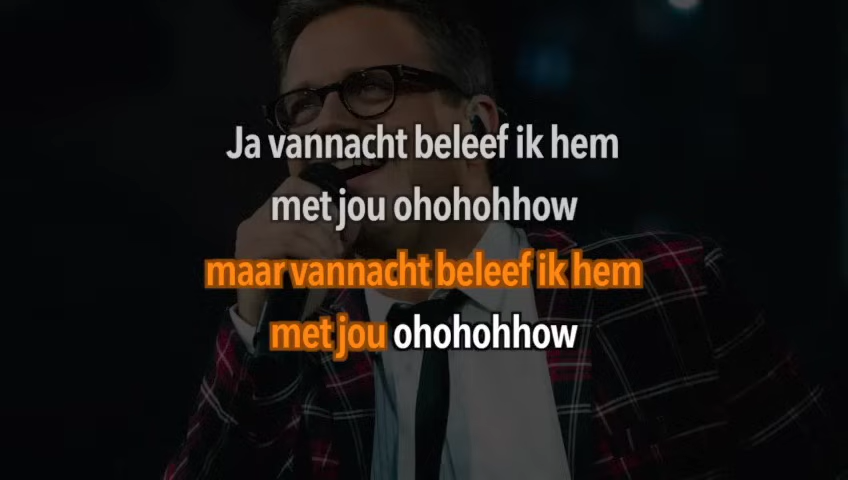 Ja vannacht beleef ik hem
met jou ohohohhow
maar vannacht beleef ik hem
met jou ohohohhow